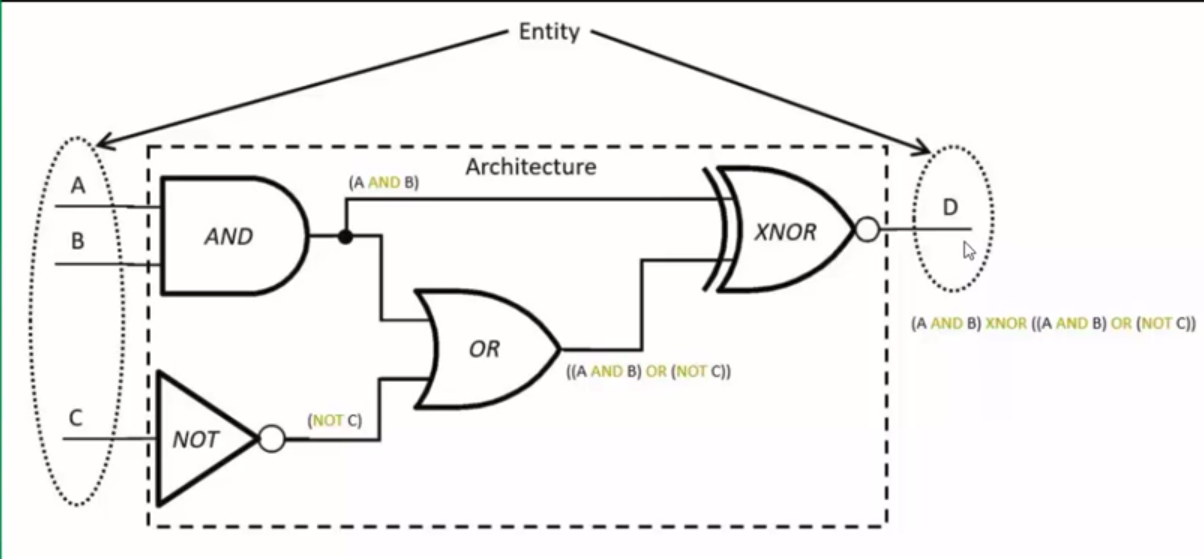 Entity
Architecture
A
(A AND B)
B
AND
XNOR
D
(A AND B) XNOR ((A AND B) OR (NOT C))
OR
((A AND B) OR (NOT C))
C
(NOT C)
NOT